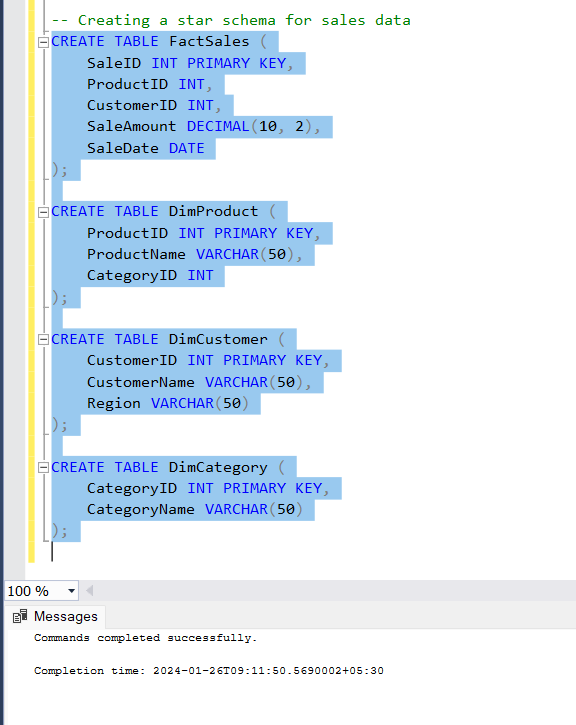 -- Creating a star schema for sales data
CREATE TABLE FactSales (
    SaleID INT PRIMARY KEY,
    ProductID INT,
    CustomerID INT,
    SaleAmount DECIMAL(10, 2),
    SaleDate DATE
);
CREATE TABLE DimProduct (
    ProductID INT PRIMARY KEY,
    ProductName VARCHAR(50),
    CategoryID INT
);
CREATE TABLE DimCustomer (
    CustomerID INT PRIMARY KEY,
    CustomerName VARCHAR(50),
    Region VARCHAR(50)
);
CREATE TABLE DimCategory (
    CategoryID INT PRIMARY KEY,
    CategoryName VARCHAR(50)
);
100 %
Messages
Commands completed successfully.
Completion time: 2024-01-26T09:11:50.5690002+05:30